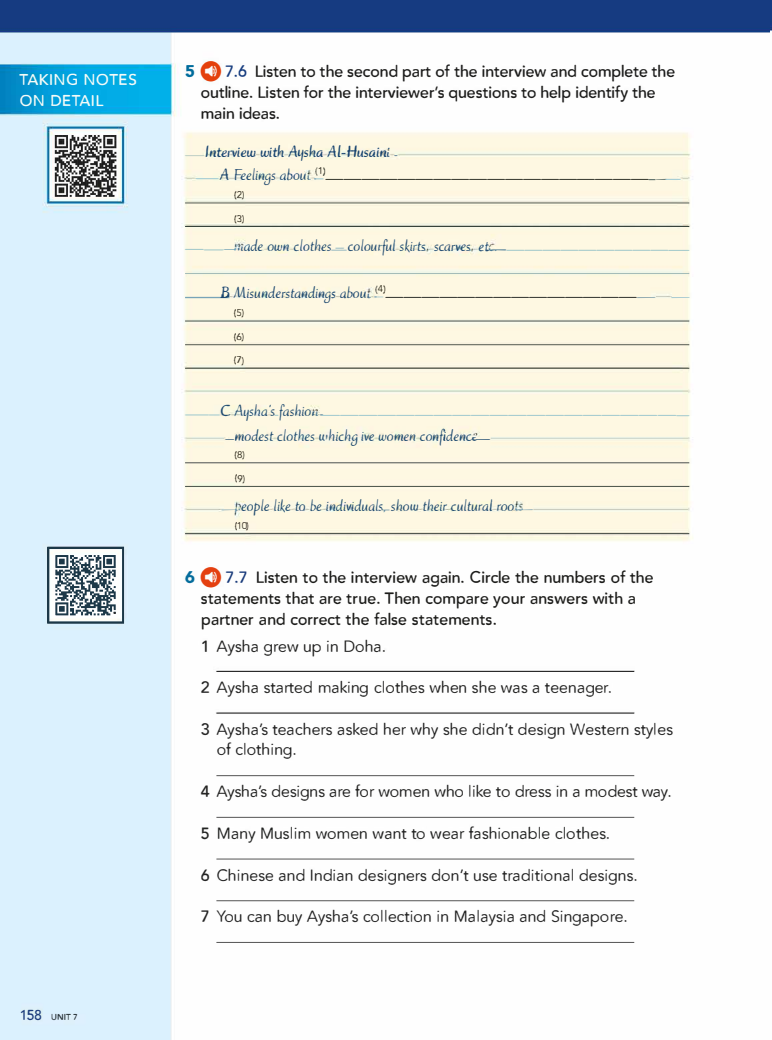 TAKING NOTES
ON DETAIL
5 7.6 Listen to the second part of the interview and complete the
outline. Listen for the interviewer's questions to help identify the
main ideas.
Interview with Aysha Al-Husaini
A Feelings about (1)
(2)
(3)
made own clothes – colourful skirts, scarves, etc.
B Misunderstandings about (4)
(5)
(6)
(7)
C Aysha's fashion
modest clothes whichg ive women confidence
(8)
(9)
people like to be individuals, show their cultural roots
(10)
6 7.7 Listen to the interview again. Circle the numbers of the
statements that are true. Then compare your answers with a
partner and correct the false statements.
1 Aysha grew up in Doha.
2 Aysha started making clothes when she was a teenager.
3 Aysha's teachers asked her why she didn't design Western styles
of clothing.
4 Aysha's designs are for women who like to dress in a modest way.
5 Many Muslim women want to wear fashionable clothes.
6 Chinese and Indian designers don't use traditional designs.
7 You can buy Aysha's collection in Malaysia and Singapore.
158 UNIT 7